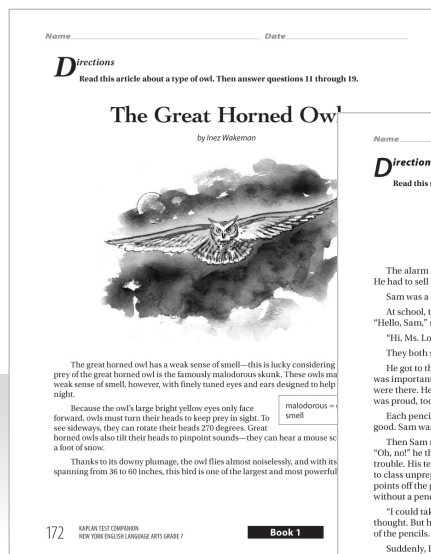 Name Date
Directions
Read this article about a type of owl. Then answer questions 11 through 19.
The Great Horned Owl
by Inez Wakeman
The great horned owl has a weak sense of smell—this is lucky considering
prey of the great horned owl is the famously malodorous skunk. These owls ma
weak sense of smell, however, with finely tuned eyes and ears designed to help
night.
Because the owl's large bright yellow eyes only face
forward, owls must turn their heads to keep prey in sight. To
see sideways, they can rotate their heads 270 degrees. Great
horned owls also tilt their heads to pinpoint sounds—they can hear a mouse sc
a foot of snow.
malodorous =
smell
Thanks to its downy plumage, the owl flies almost noiselessly, and with its
spanning from 36 to 60 inches, this bird is one of the largest and most powerful
172 KAPLAN TEST COMPANION
NEW YORK ENGLISH LANGUAGE ARTS GRADE 7
Book 1
Name
Direction
Read this s
The alarm
He had to sell
Sam was a
At school, t
"Hello, Sam," s
"Hi, Ms. Lo
They both s
He got to th
was important
were there. He
was proud, too
Each penci
good. Sam was
Then Sam r
"Oh, no!" he th
trouble. His te
to class unprep
points off the g
without a penc
"I could tak
thought. But h
of the pencils.
Suddenly, I